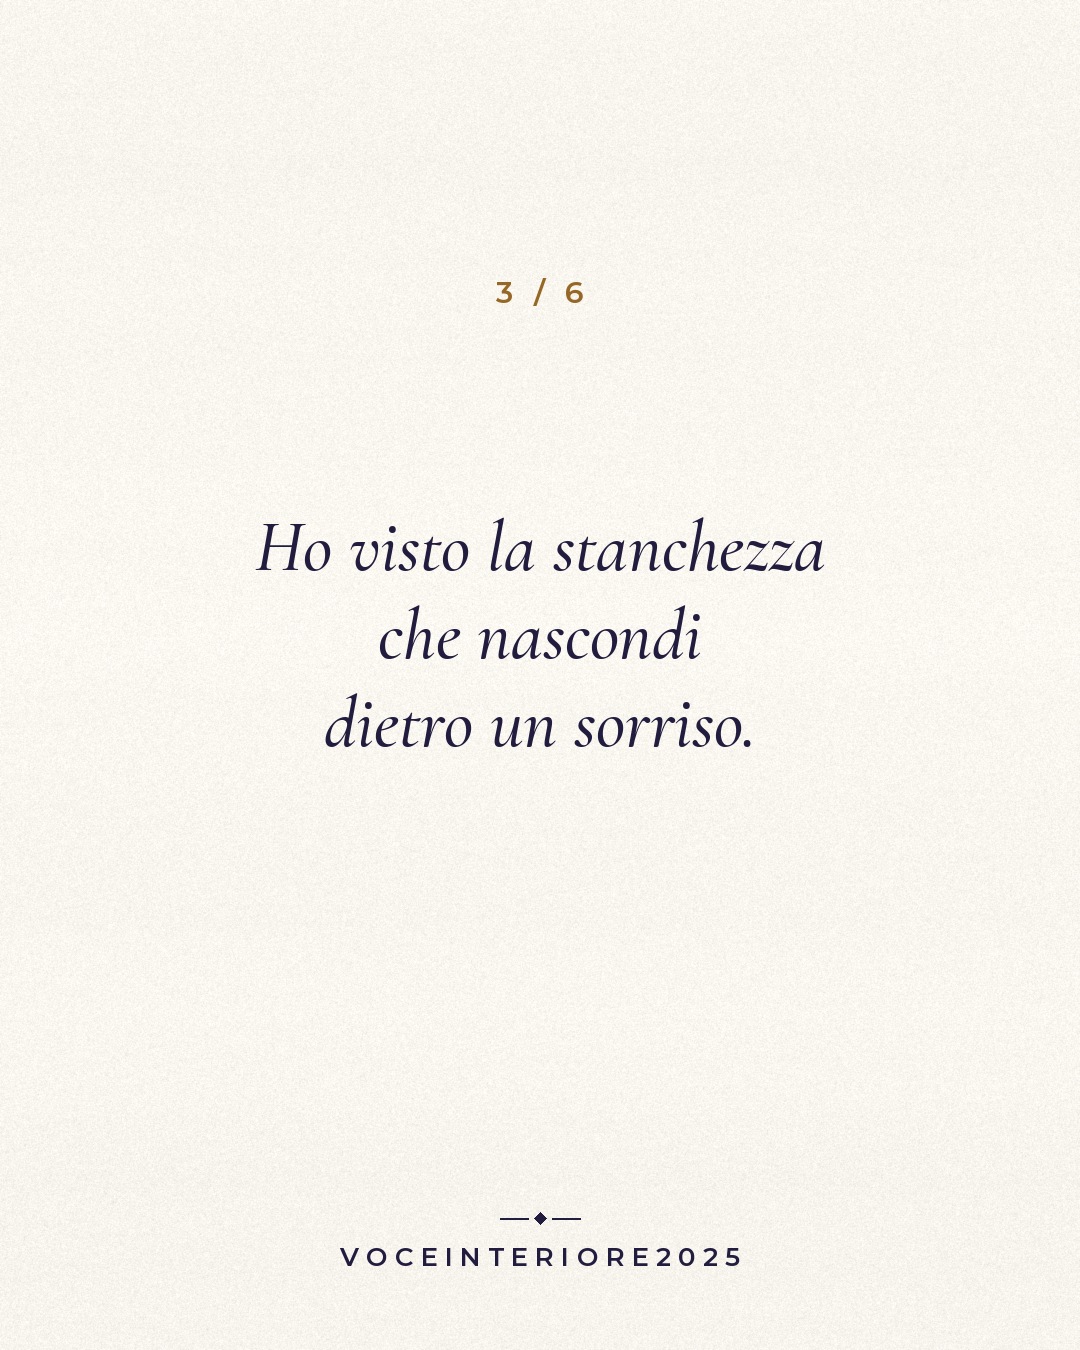 3 / 6
Ho visto la stanchezza
che nascondi
dietro un sorriso.
VOCEINTERIORE2025